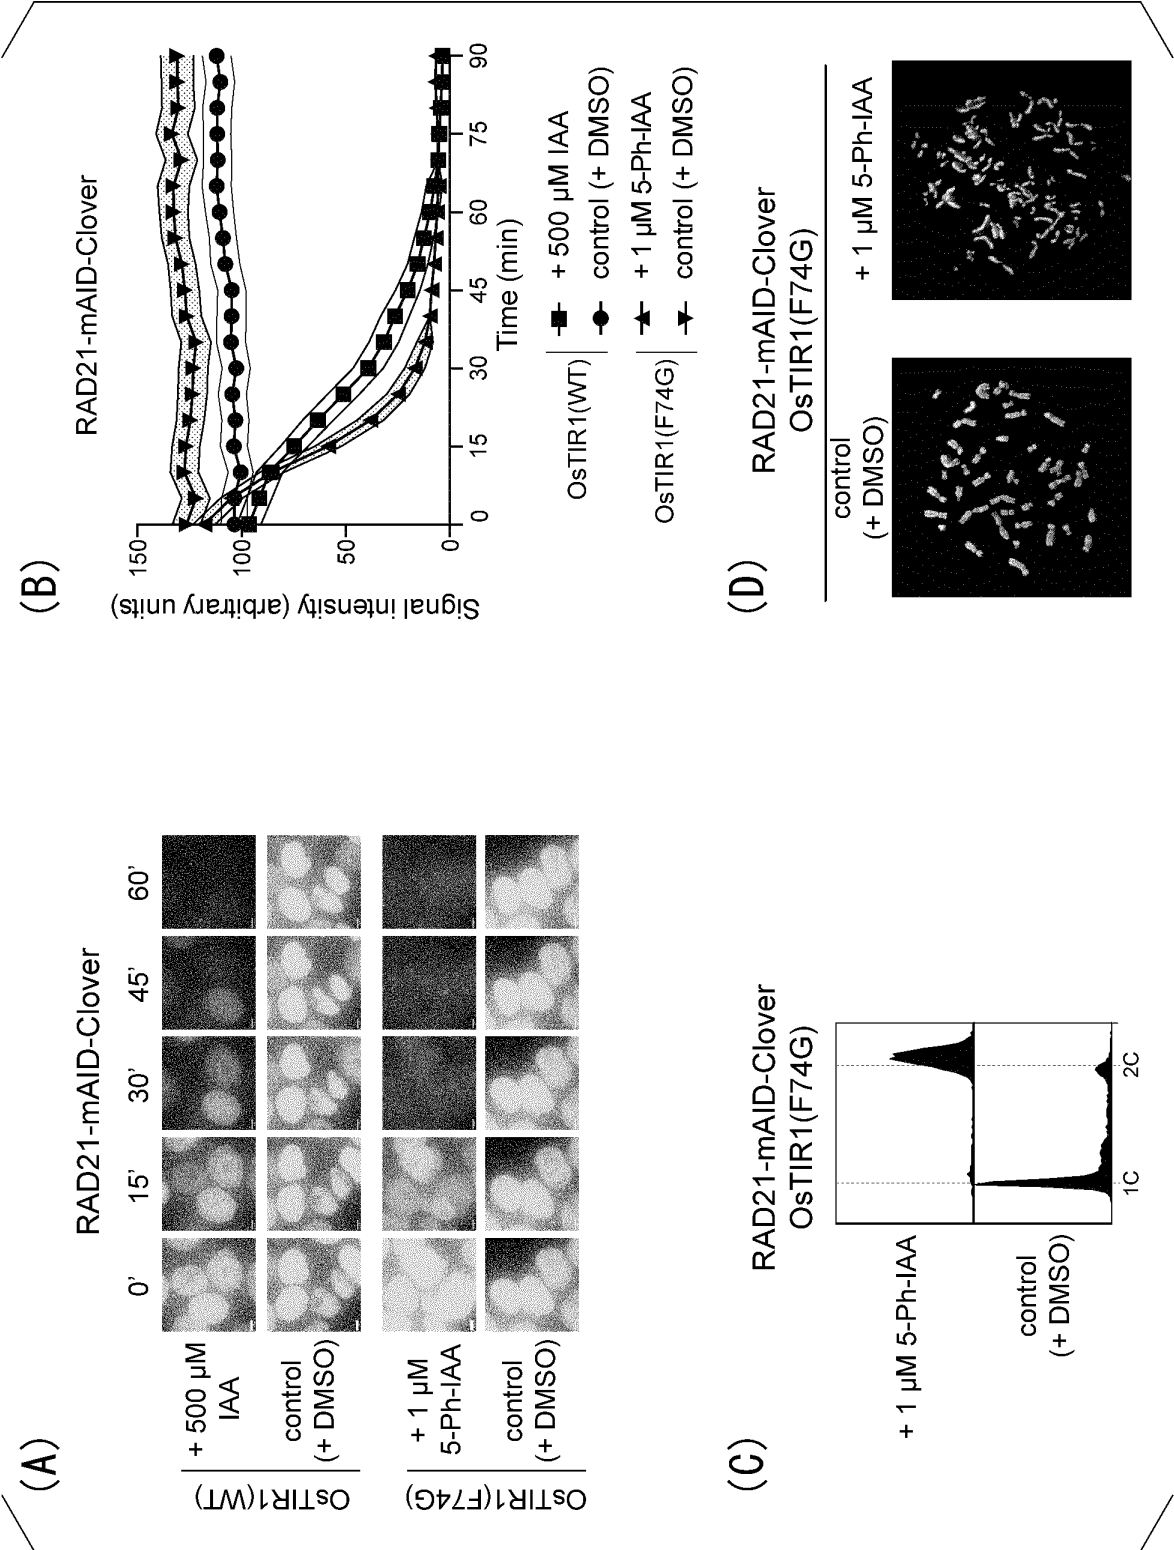 (A)
RAD21-mAID-Clover
0' 15' 30' 45' 60'
OsTIR1(WT)
+ 500 μM
IAA
control
(+ DMSO)
OsTIR1(F74G)
+ 1 μM
5-Ph-IAA
control
(+ DMSO)
(B)
RAD21-mAID-Clover
Signal intensity (arbitrary units)
150
100
50
0
0 15 30 45 60 75 90
Time (min)
OsTIR1(WT)
+ 500 μM IAA
control (+ DMSO)
OsTIR1(F74G)
+ 1 μM 5-Ph-IAA
control (+ DMSO)
(C)
RAD21-mAID-Clover
OsTIR1(F74G)
+ 1 μM 5-Ph-IAA
control
(+ DMSO)
1C 2C
(D)
RAD21-mAID-Clover
OsTIR1(F74G)
control
(+ DMSO)
+ 1 μM 5-Ph-IAA